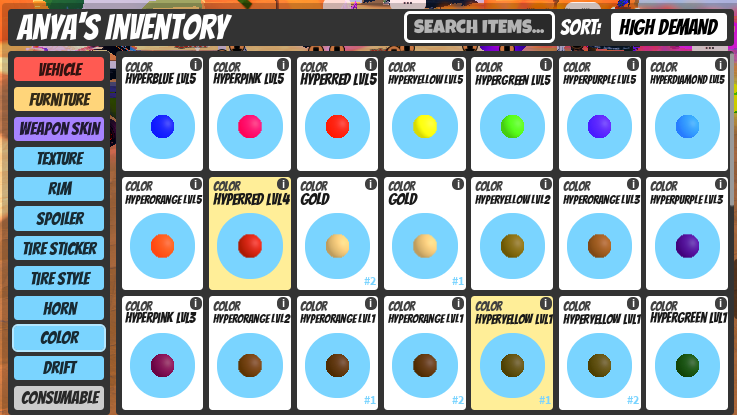 ANYA'S INVENTORY
SEARCH ITEMS...
SORT:
HIGH DEMAND
VEHICLE
FURNITURE
WEAPON SKIN
TEXTURE
RIM
SPOILER
TIRE STICKER
TIRE STYLE
HORN
COLOR
DRIFT
CONSUMABLE
COLOR
HYPERBLUE LVL5
COLOR
HYPERPINK LVL5
COLOR
HYPERRED LVL5
COLOR
HYPERYELLOW LVL5
COLOR
HYPERGREEN LVL5
COLOR
HYPERPURPLE LVL5
COLOR
HYPERDIAMOND LVL5
COLOR
HYPERORANGE LVL5
COLOR
HYPERRED LVL4
COLOR
GOLD
#2
COLOR
GOLD
#1
COLOR
HYPERYELLOW LVL2
COLOR
HYPERORANGE LVL3
COLOR
HYPERPURPLE LVL3
COLOR
HYPERPINK LVL3
COLOR
HYPERORANGE LVL2
COLOR
HYPERORANGE LVL1
#1
COLOR
HYPERORANGE LVL1
#2
COLOR
HYPERYELLOW LVL1
#1
COLOR
HYPERYELLOW LVL1
#2
COLOR
HYPERGREEN LVL1